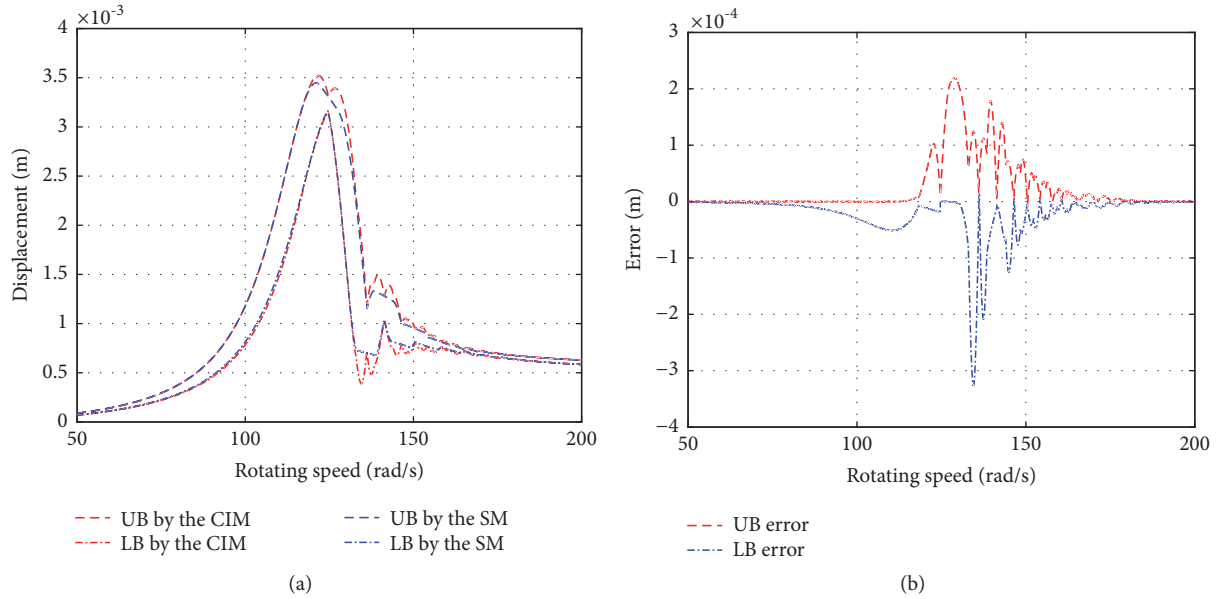 ×10−3
4
3.5
3
2.5
2
1.5
1
0.5
0
50
100
150
200
Displacement (m)
Rotating speed (rad/s)
UB by the CIM
LB by the CIM
UB by the SM
LB by the SM
(a)
×10−4
3
2
1
0
−1
−2
−3
−4
50
100
150
200
Error (m)
Rotating speed (rad/s)
UB error
LB error
(b)